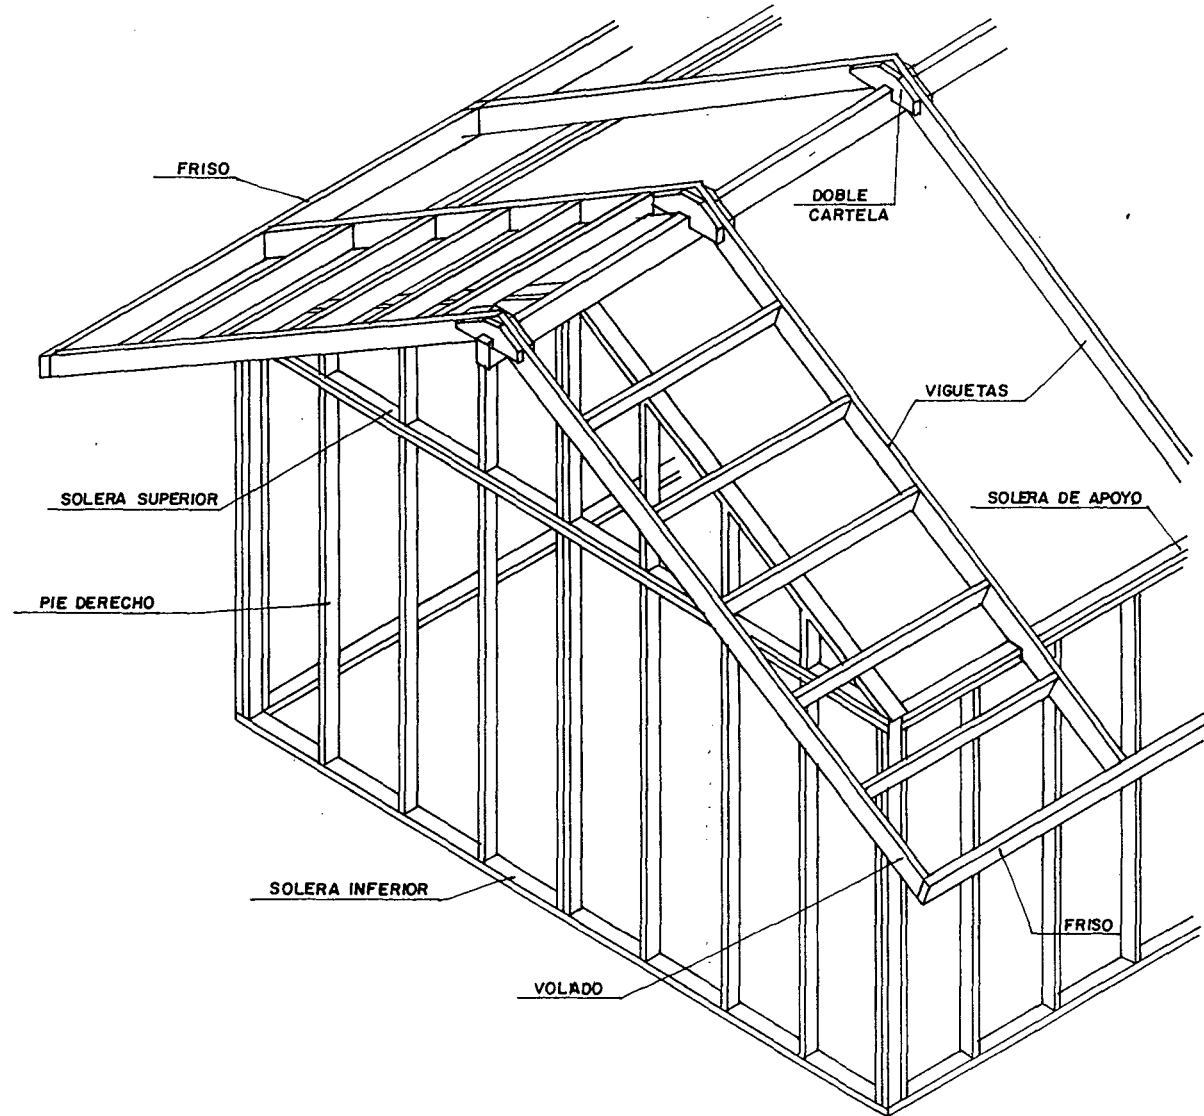 FRISO
DOBLE
CARTELA
VIGUETAS
SOLERA SUPERIOR
SOLERA DE APOYO
PIE DERECHO
SOLERA INFERIOR
FRISO
VOLADO